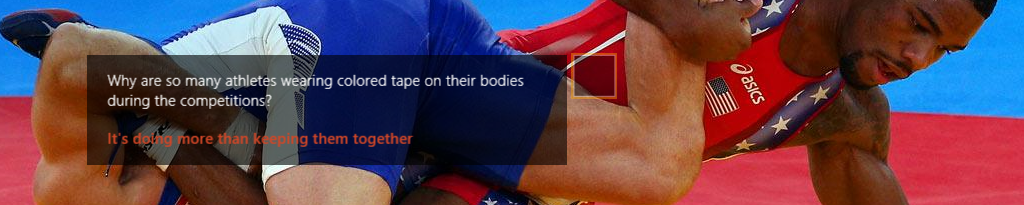 Why are so many athletes wearing colored tape on their bodies
during the competitions?
It's doing more than keeping them together
asics